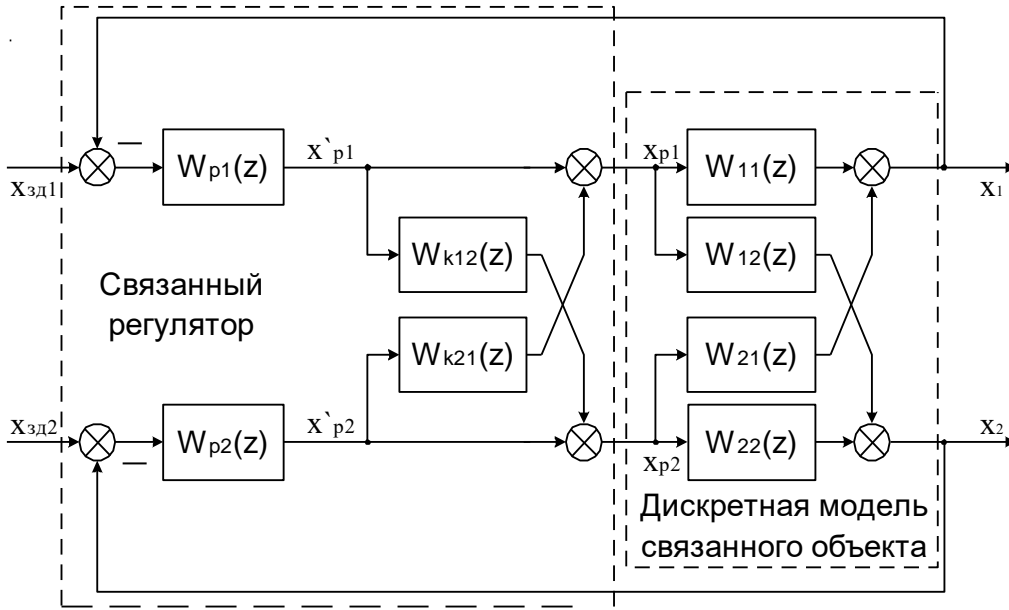 Wp1(z)
x`p1
xp1
W11(z)
xзд1
x1
Wk12(z)
W12(z)
Связанный
регулятор
Wk21(z)
W21(z)
xзд2
Wp2(z)
x`p2
xp2
W22(z)
x2
Дискретная модель
связанного объекта